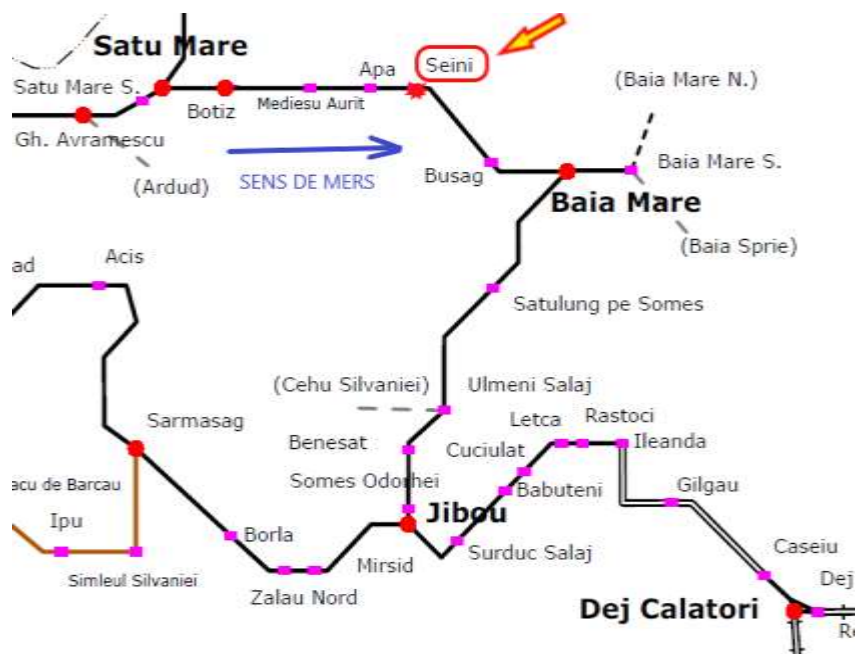 Satu Mare
Apa
Seini
(Baia Mare N.)
Satu Mare S.
Botiz
Mediesu Aurit
Gh. Avramescu
(Ardud)
SENS DE MERS
Busag
Baia Mare S.
Baia Mare
(Baia Sprie)
ad
Acis
Satulung pe Somes
(Cehu Silvaniei)
Ulmeni Salaj
Sarmasag
Letca
Rastoci
Benesat
Cuciulat
Ileanda
acu de Barcau
Somes Odorhei
Babuteni
Gilgau
Ipu
Borla
Jibou
Mirsid
Surduc Salaj
Caseiu
Simleul Silvaniei
Zalau Nord
Dej Calatori
Dej
Re